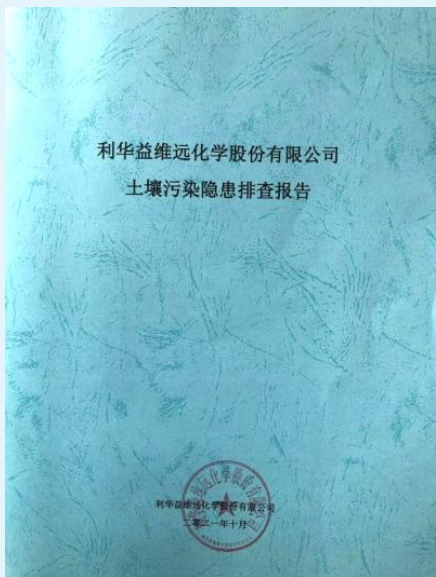 利华益维远化学股份有限公司
土壤污染隐患排查报告
利华益维远化学股份有限公司
二零二一年十月